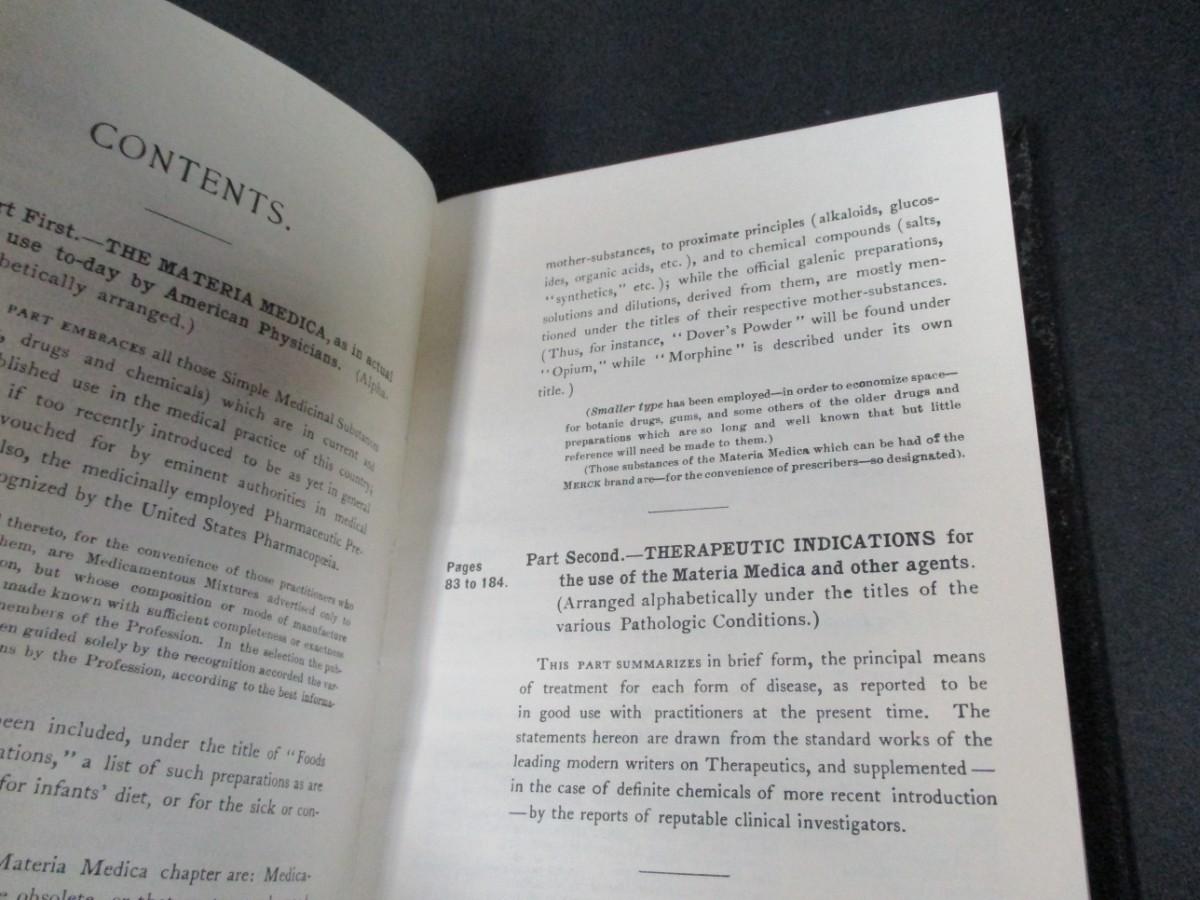 CONTENTS.
First.—THE MATERIA MEDICA, as in actual
use to-day by American Physicians. (Alpha-
betically arranged.)
PART EMBRACES all those Simple Medicinal Substances
drugs and chemicals) which are in current and
use in the medical practice of this country;
if too recently introduced to be as yet in general
vouched for by eminent authorities in medical
also, the medicinally employed Pharmaceutic Pre-
by the United States Pharmacopœia.
thereto, for the convenience of those practitioners who
them, are Medicamentous Mixtures advertised only to
but whose composition or mode of manufacture
made known with sufficient completeness or exactness
members of the Profession. In the selection the pub-
guided solely by the recognition accorded the var-
by the Profession, according to the best informa-
been included, under the title of "Foods
a list of such preparations as are
for infants' diet, or for the sick or con-
Materia Medica chapter are: Medica-
obsolete,
mother-substances, to proximate principles (alkaloids, glucos-
ides, organic acids, etc.), and to chemical compounds (salts,
"synthetics," etc.); while the official galenic preparations,
solutions and dilutions, derived from them, are mostly men-
tioned under the titles of their respective mother-substances.
(Thus, for instance, "Dover's Powder" will be found under
"Opium," while "Morphine" is described under its own
title.)
(Smaller type has been employed—in order to economize space—
for botanic drugs, gums, and some others of the older drugs and
preparations which are so long and well known that but little
reference will need be made to them.)
(Those substances of the Materia Medica which can be had of the
MERCK brand are—for the convenience of prescribers—so designated).
Pages
83 to 184.
Part Second.—THERAPEUTIC INDICATIONS for
the use of the Materia Medica and other agents.
(Arranged alphabetically under the titles of the
various Pathologic Conditions.)
THIS PART SUMMARIZES in brief form, the principal means
of treatment for each form of disease, as reported to be
in good use with practitioners at the present time. The
statements hereon are drawn from the standard works of the
leading modern writers on Therapeutics, and supplemented—
in the case of definite chemicals of more recent introduction
—by the reports of reputable clinical investigators.